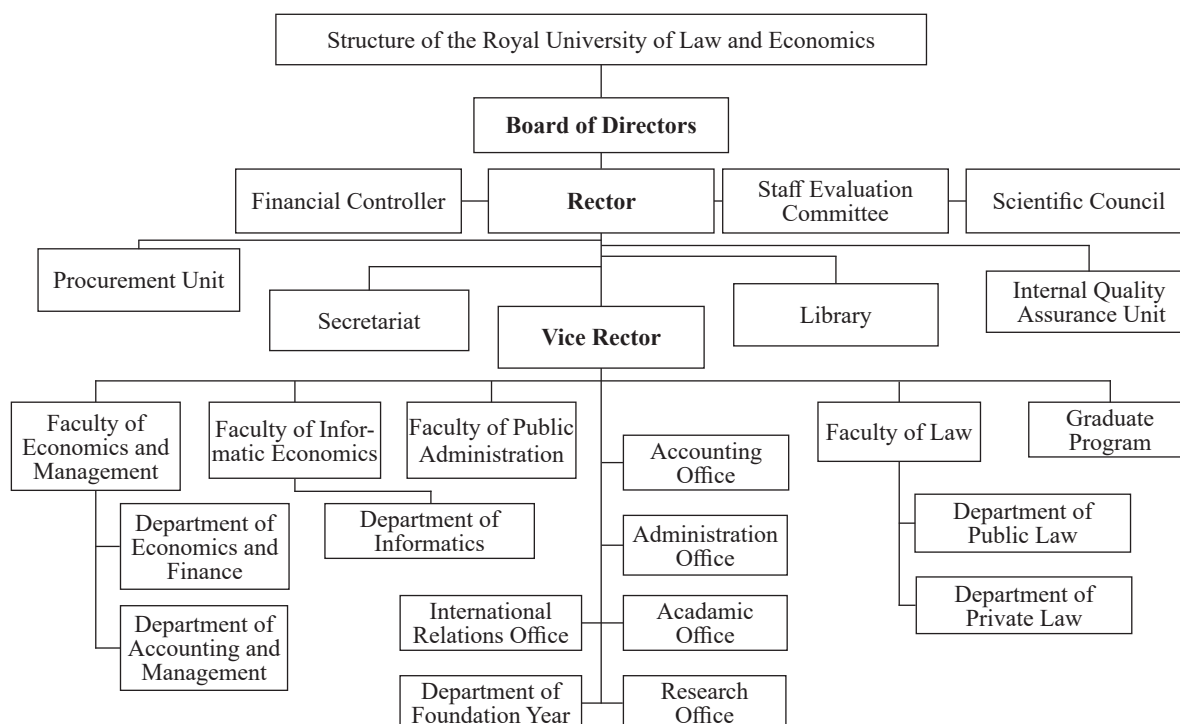 Structure of the Royal University of Law and Economics
Board of Directors
Financial Controller
Rector
Staff Evaluation
Committee
Scientific Council
Procurement Unit
Secretariat
Library
Internal Quality
Assurance Unit
Vice Rector
Faculty of
Economics and
Management
Faculty of Infor-
matic Economics
Faculty of Public
Administration
Faculty of Law
Graduate
Program
Accounting
Office
Department of
Economics and
Finance
Department of
Informatics
Administration
Office
Department of
Public Law
International
Relations Office
Acadamic
Office
Department of
Private Law
Department of
Accounting and
Management
Department of
Foundation Year
Research
Office